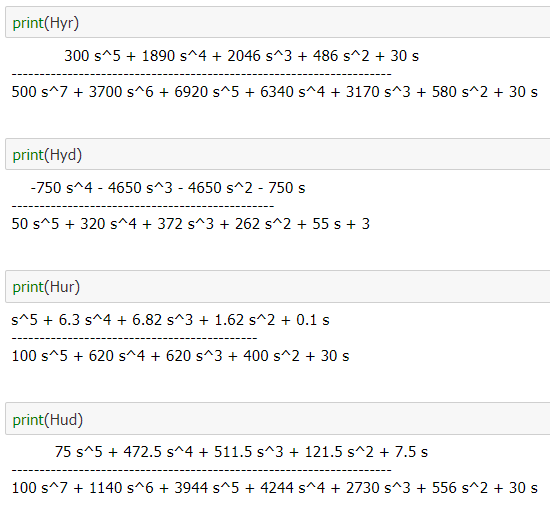 print(Hyr)
300 s^5 + 1890 s^4 + 2046 s^3 + 486 s^2 + 30 s
---------------------------------------------------------------------
500 s^7 + 3700 s^6 + 6920 s^5 + 6340 s^4 + 3170 s^3 + 580 s^2 + 30 s
print(Hyd)
-750 s^4 - 4650 s^3 - 4650 s^2 - 750 s
------------------------------------------------
50 s^5 + 320 s^4 + 372 s^3 + 262 s^2 + 55 s + 3
print(Hur)
s^5 + 6.3 s^4 + 6.82 s^3 + 1.62 s^2 + 0.1 s
---------------------------------------------
100 s^5 + 620 s^4 + 620 s^3 + 400 s^2 + 30 s
print(Hud)
75 s^5 + 472.5 s^4 + 511.5 s^3 + 121.5 s^2 + 7.5 s
---------------------------------------------------------------------
100 s^7 + 1140 s^6 + 3944 s^5 + 4244 s^4 + 2730 s^3 + 556 s^2 + 30 s